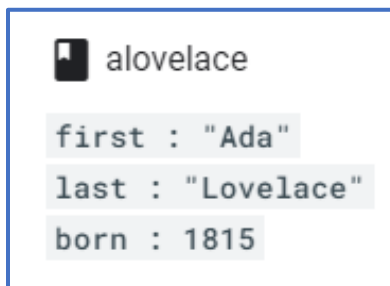 alovelace
first : "Ada"
last : "Lovelace"
born : 1815